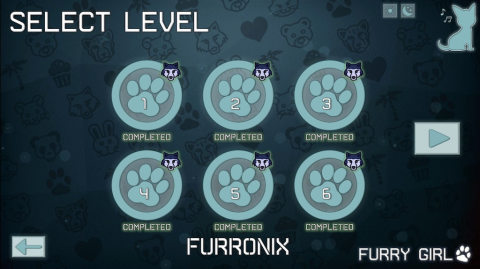 SELECT LEVEL
1
2
3
COMPLETED
COMPLETED
COMPLETED
4
5
6
COMPLETED
COMPLETED
COMPLETED
FURRONIX
FURRY GIRL